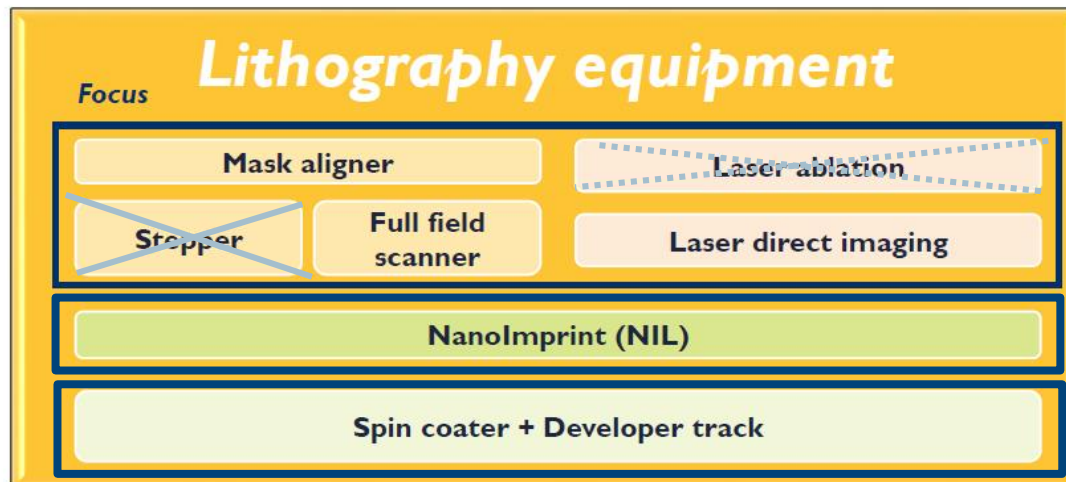 Lithography equipment
Focus
Mask aligner
Laser ablation
Stepper
Full field
scanner
Laser direct imaging
NanoImprint (NIL)
Spin coater + Developer track